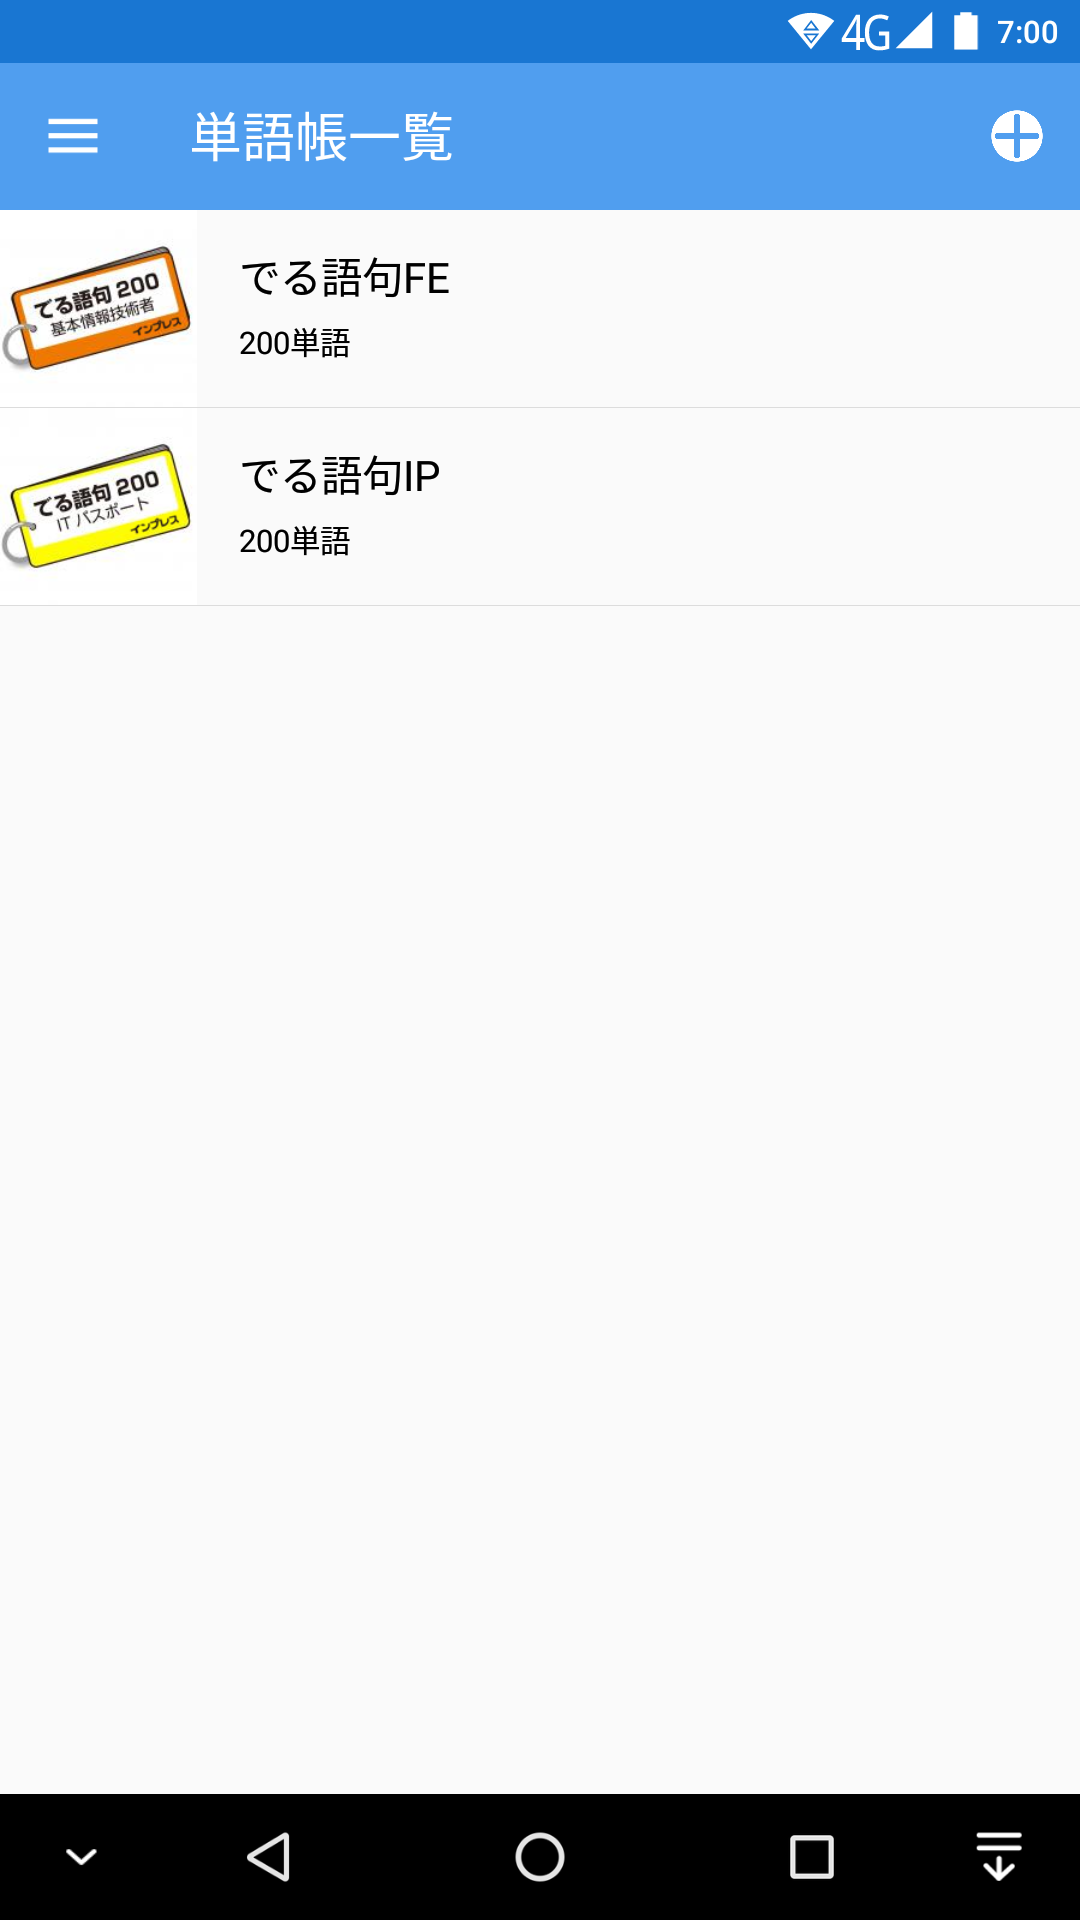 4G 7:00
単語帳一覧
でる語句 200
基本情報技術者
インプレス
でる語句FE
200単語
でる語句 200
IT パスポート
インプレス
でる語句IP
200単語